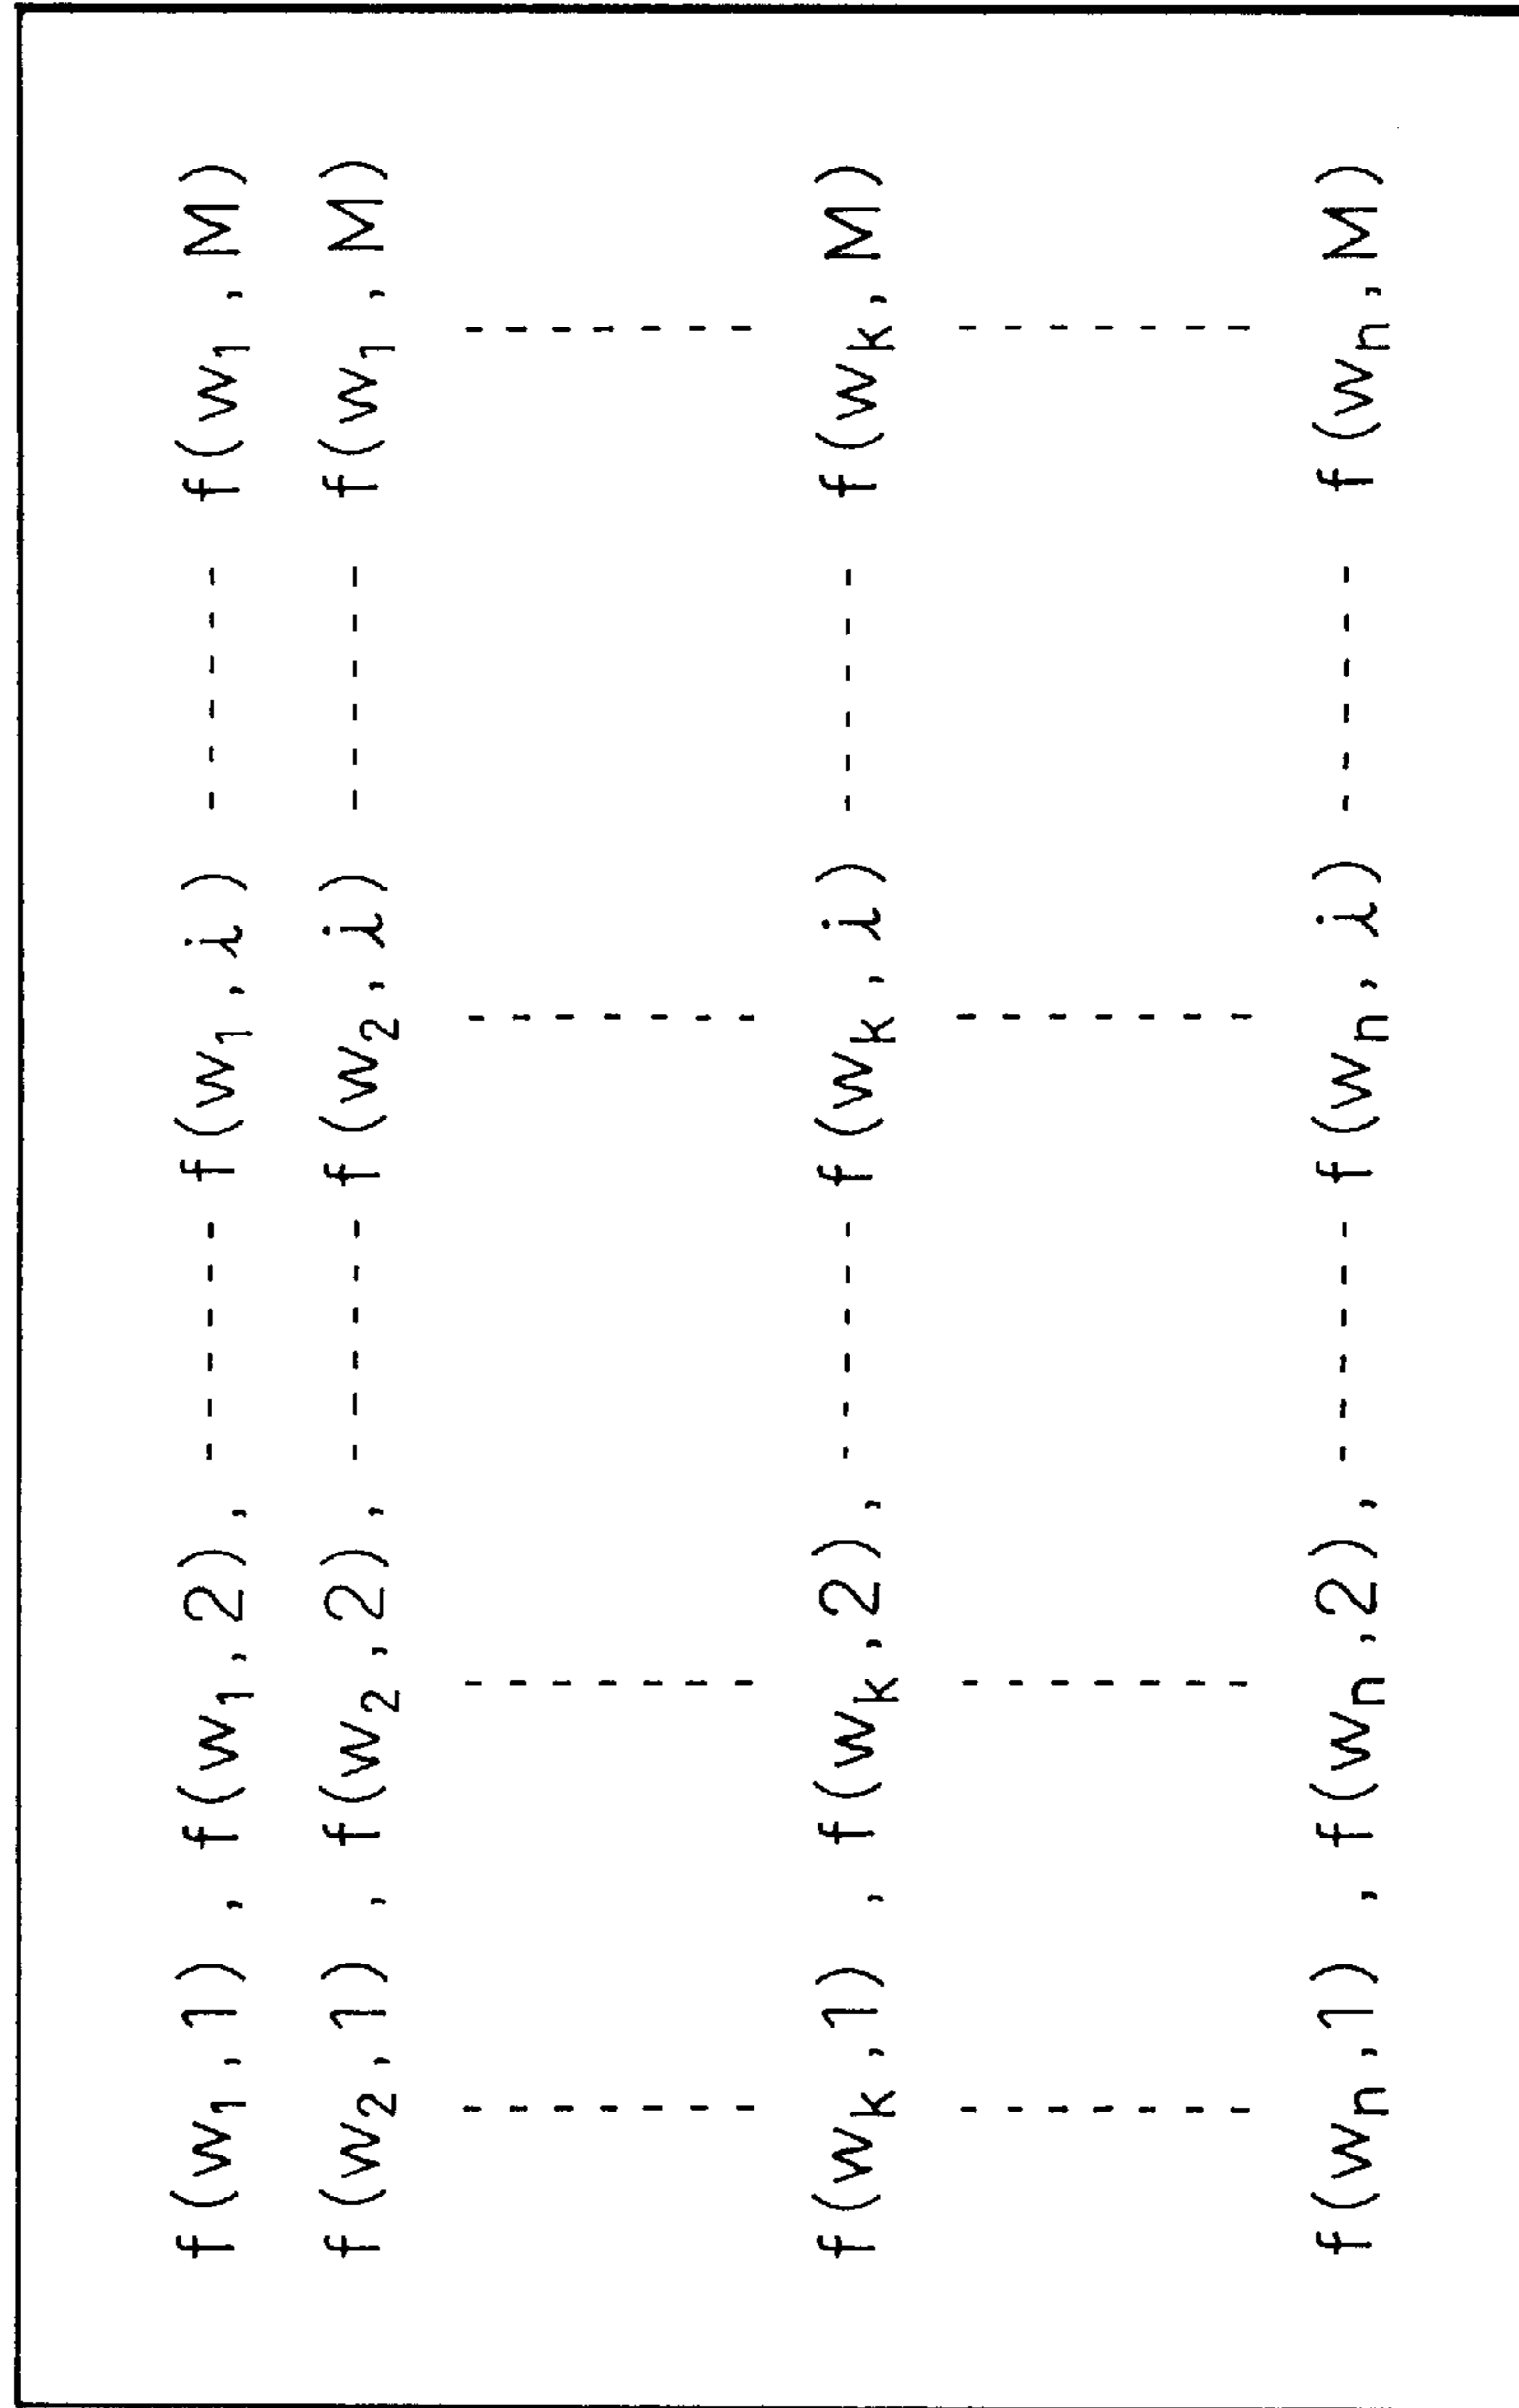 f(w₁,1), f(w₁,2), ------ f(w₁,i) ------ f(w₁,M)
f(w₂,1), f(w₂,2), ------ f(w₂,i) ------ f(w₁,M)
f(wₖ,1), f(wₖ,2), ------ f(wₖ,i) ------ f(wₖ,M)
f(wₙ,1), f(wₙ,2), ------ f(wₙ,i) ------ f(wₙ,M)